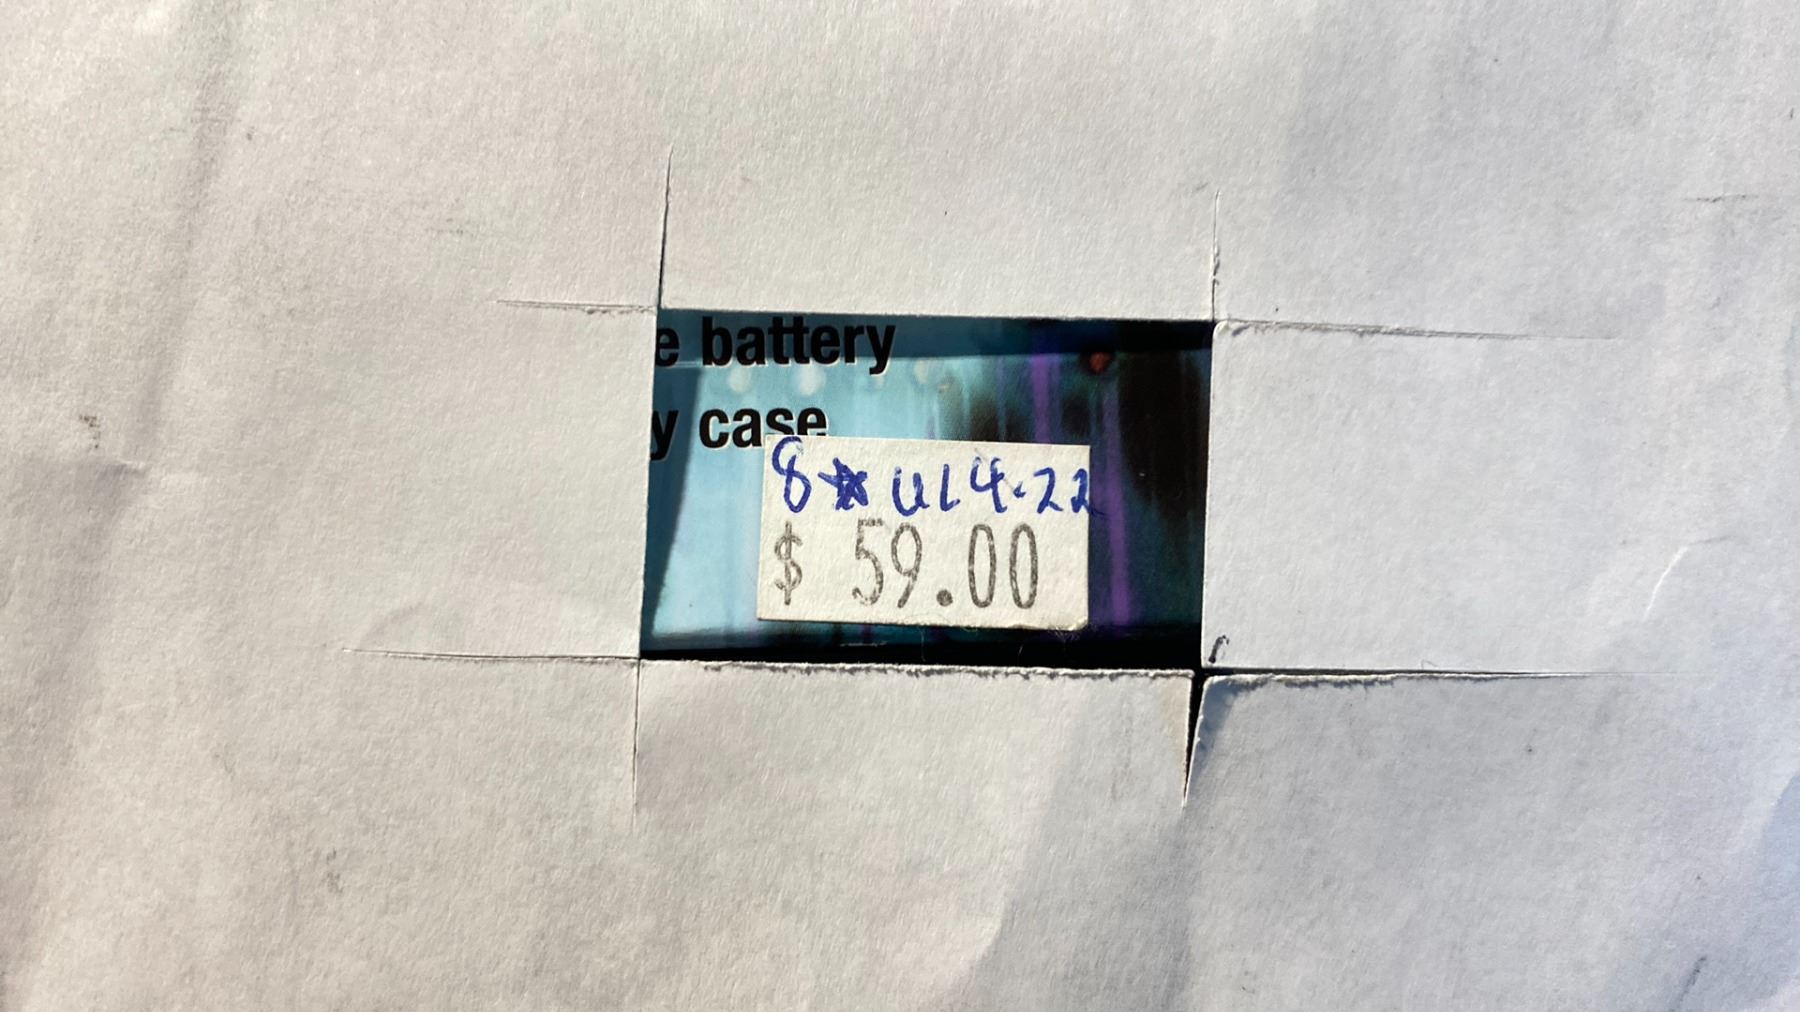 e battery
y case
8* UL4.22
$ 59.00